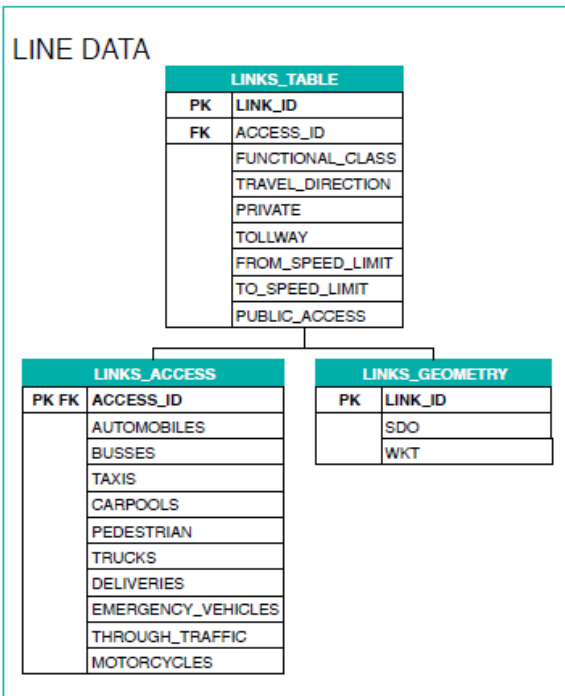 LINE DATA
LINKS_TABLE
PK LINK_ID
FK ACCESS_ID
FUNCTIONAL_CLASS
TRAVEL_DIRECTION
PRIVATE
TOLLWAY
FROM_SPEED_LIMIT
TO_SPEED_LIMIT
PUBLIC_ACCESS
LINKS_ACCESS
PK FK ACCESS_ID
AUTOMOBILES
BUSSES
TAXIS
CARPOOLS
PEDESTRIAN
TRUCKS
DELIVERIES
EMERGENCY_VEHICLES
THROUGH_TRAFFIC
MOTORCYCLES
LINKS_GEOMETRY
PK LINK_ID
SDO
WKT